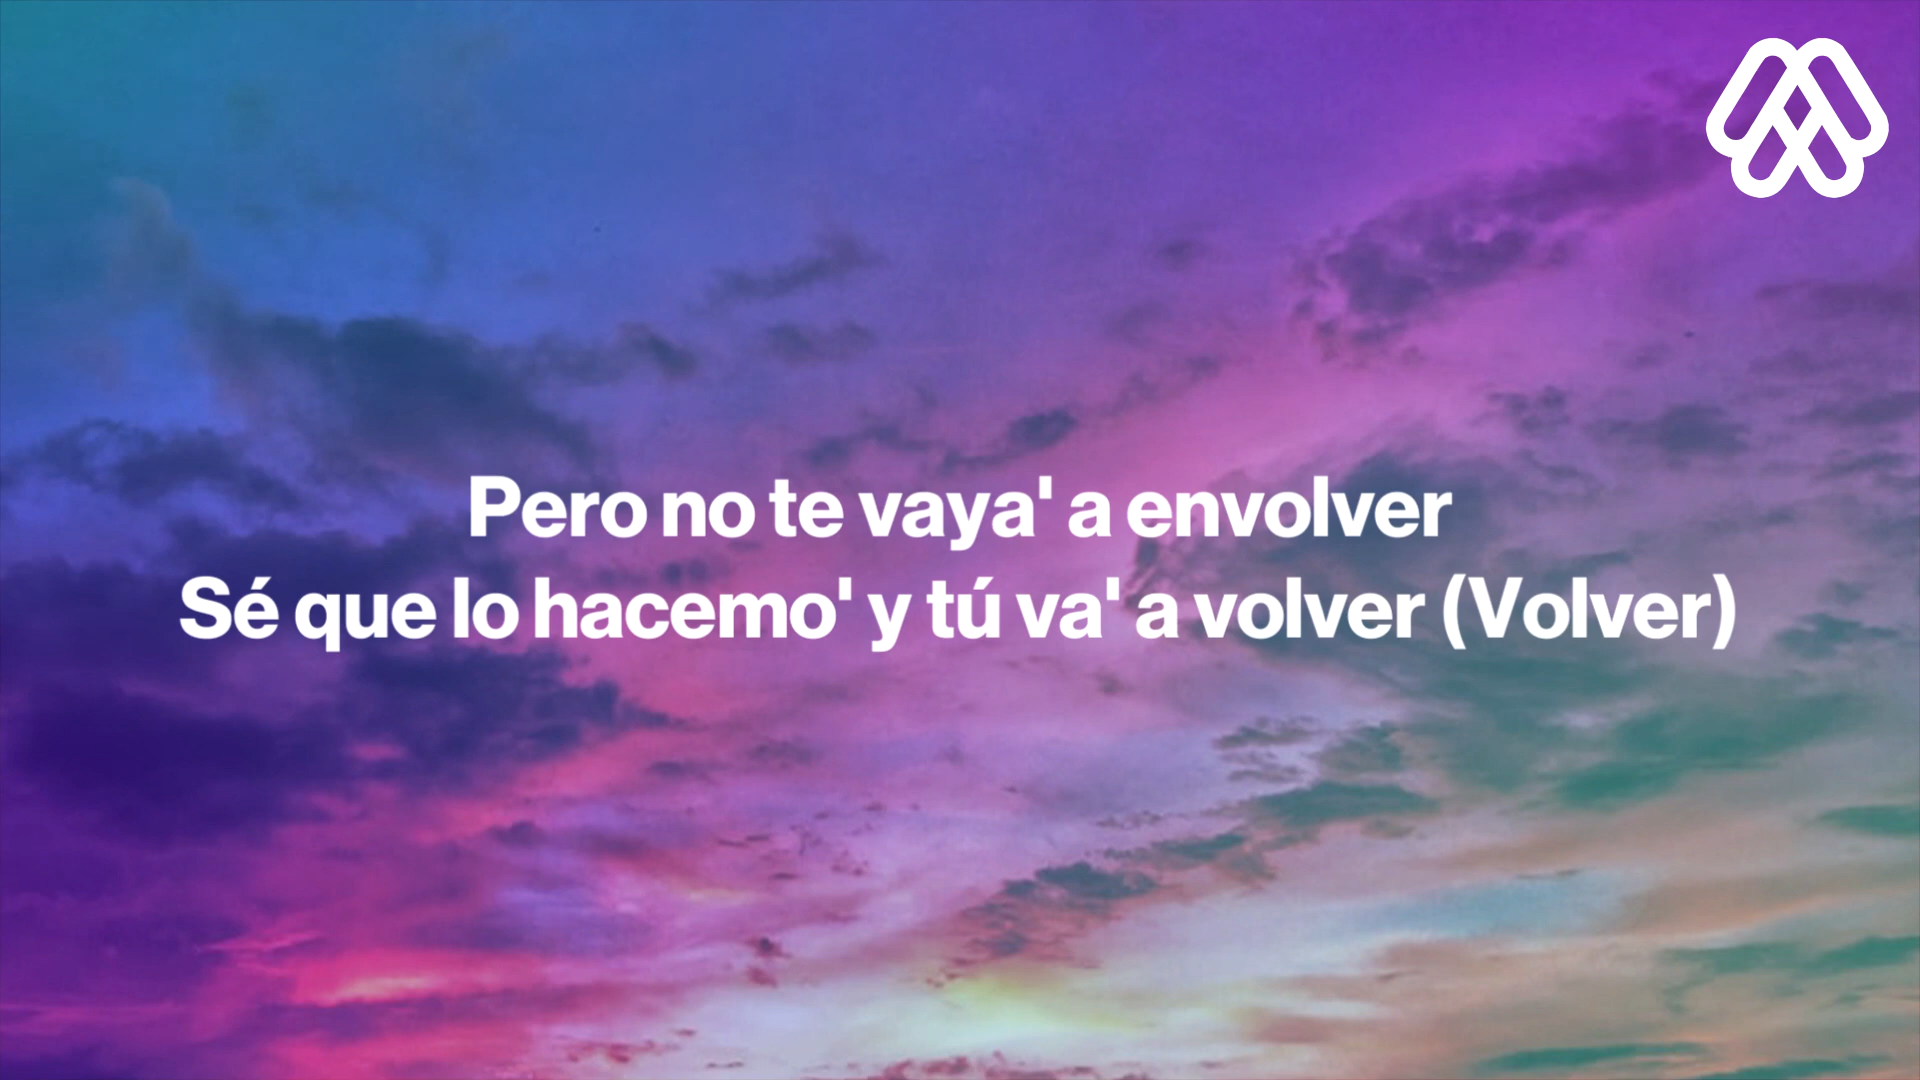 Pero no te vaya' a envolver
Sé que lo hacemo' y tú va' a volver (Volver)